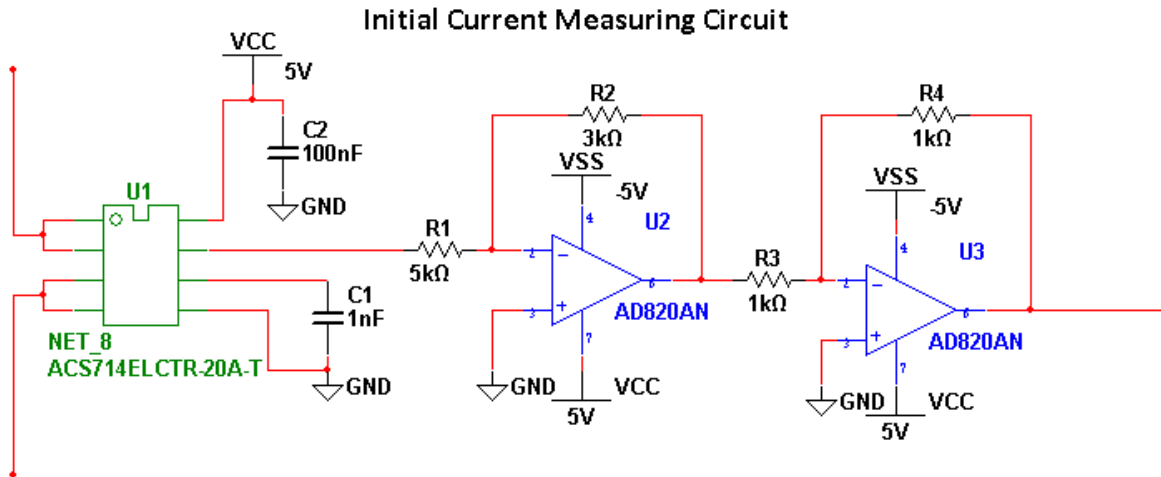 Initial Current Measuring Circuit
VCC
5V
C2
100nF
GND
U1
NET_8
ACS714ELCTR-20A-T
C1
1nF
GND
R1
5kΩ
R2
3kΩ
VSS
-5V
4
U2
2
3
6
7
AD820AN
GND
VCC
5V
R3
1kΩ
R4
1kΩ
VSS
-5V
4
U3
2
3
6
7
AD820AN
GND
VCC
5V